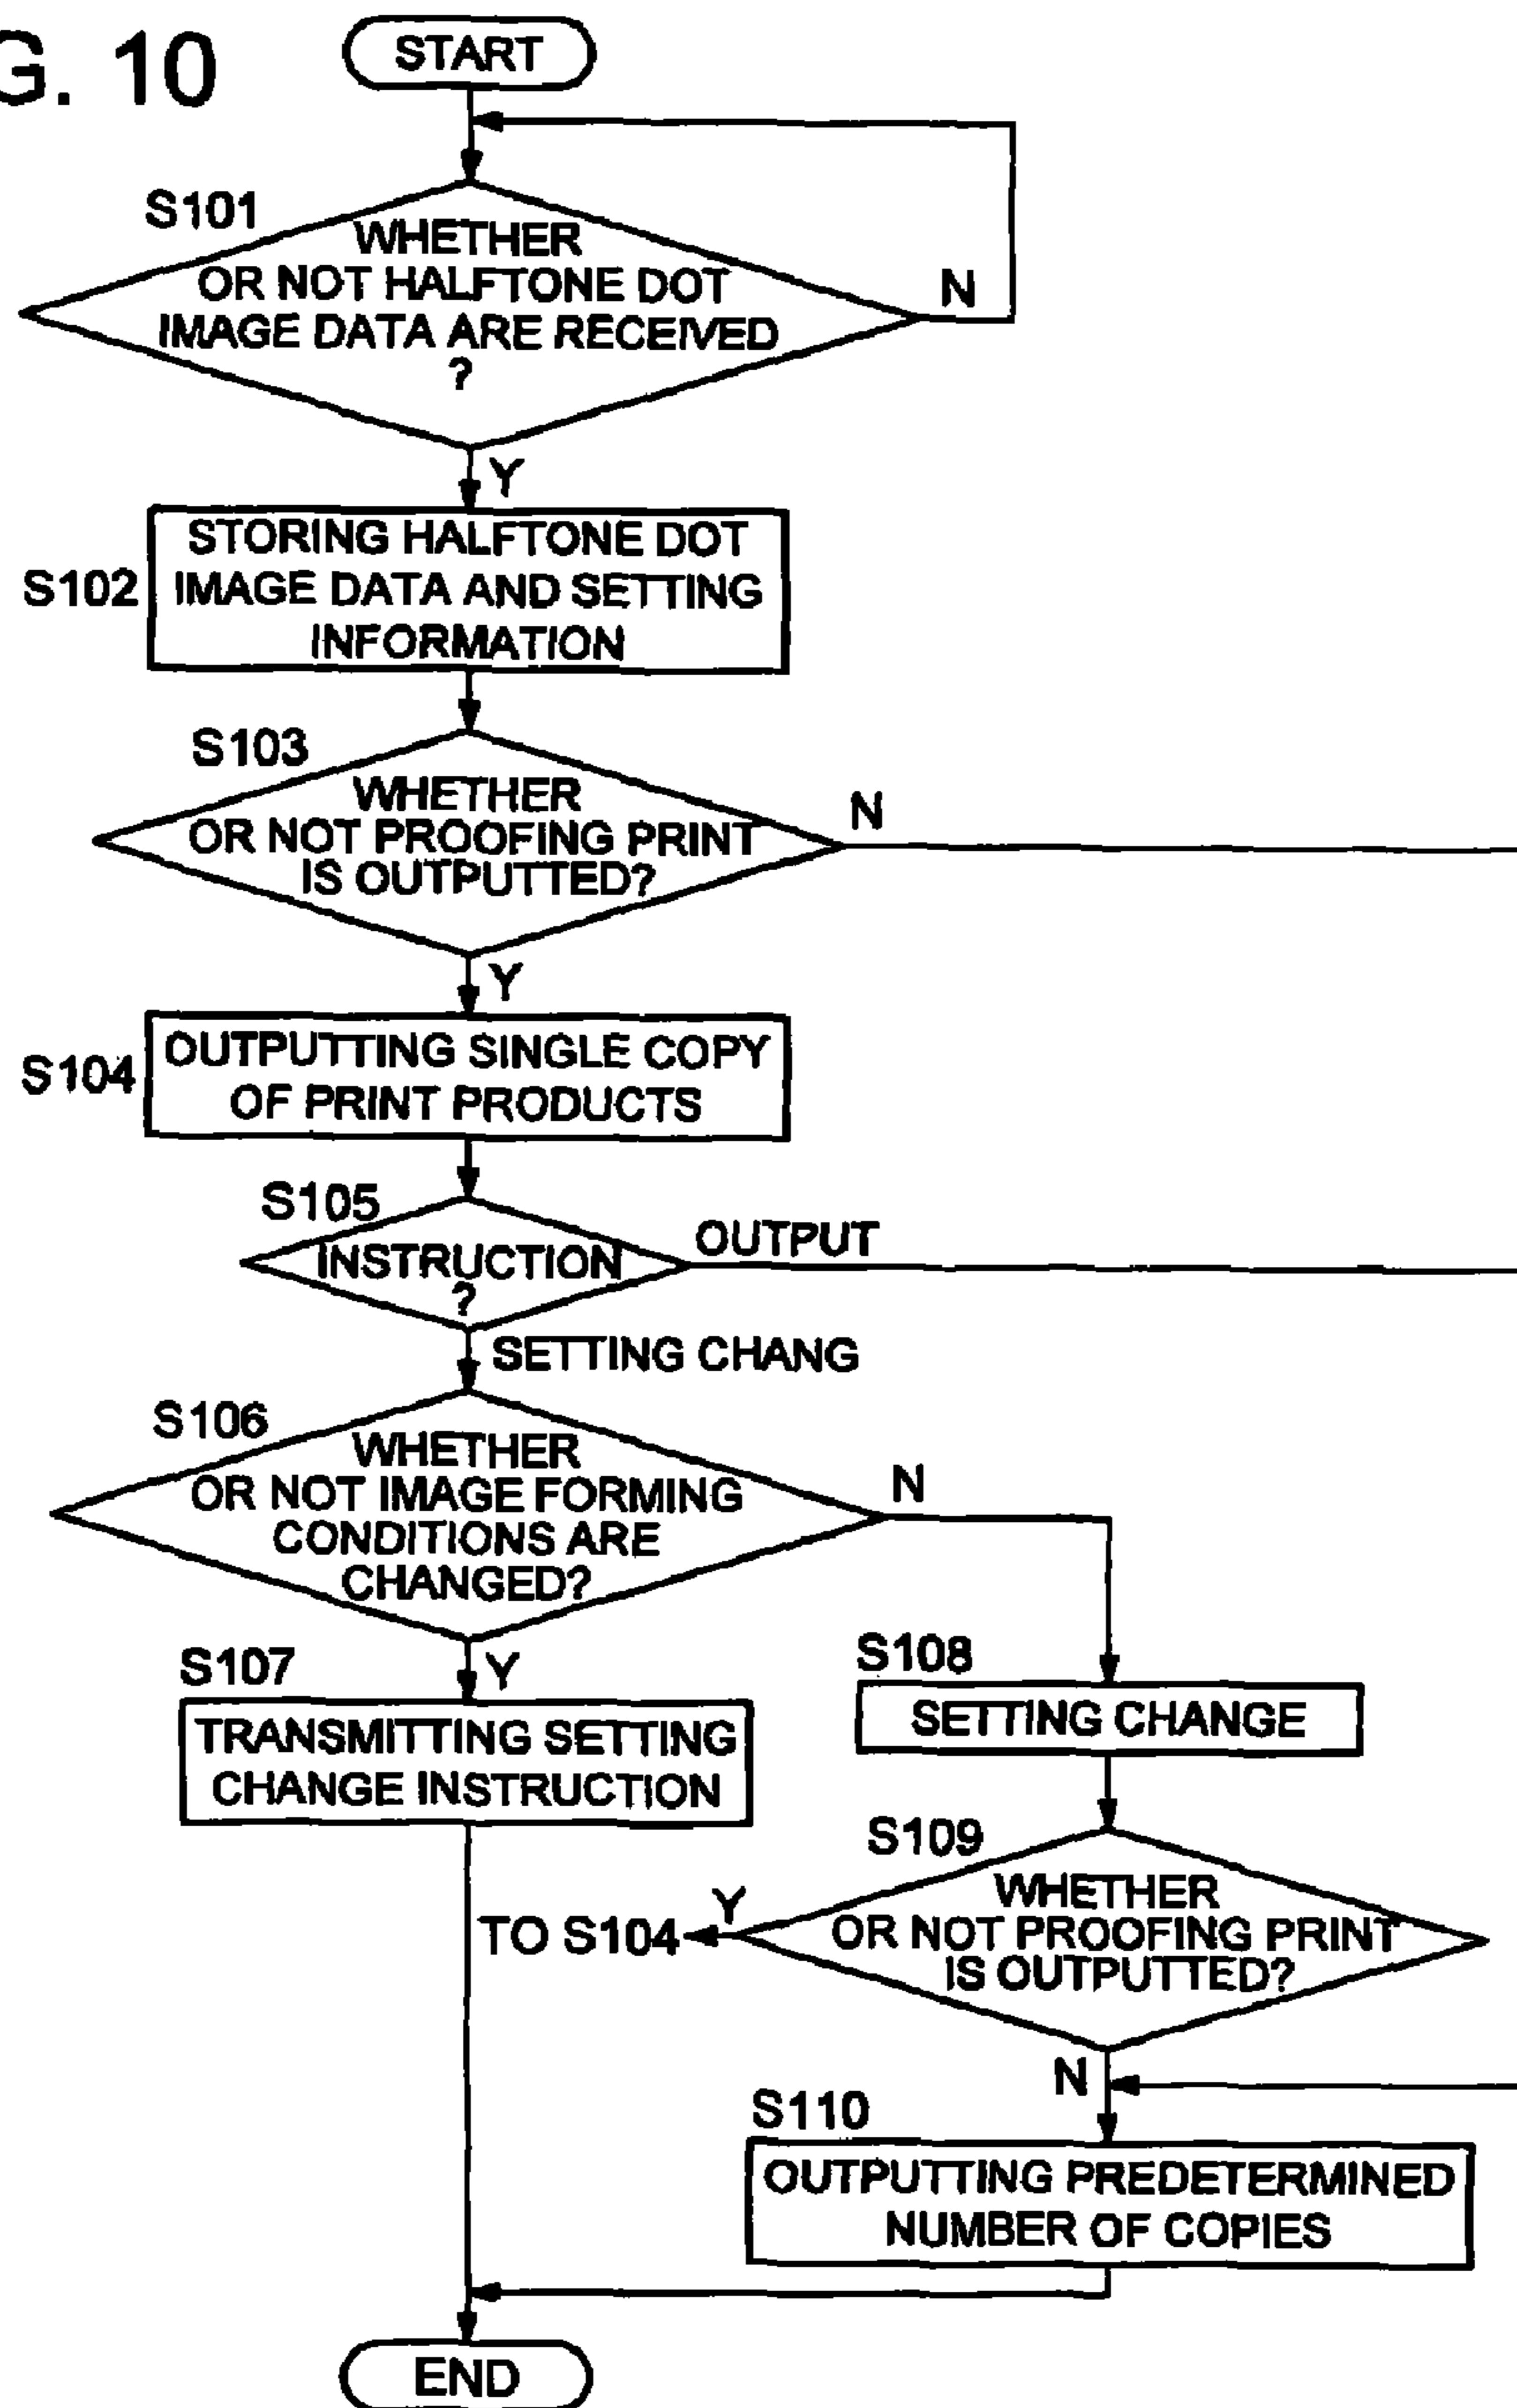 G. 10
START
S101
WHETHER
OR NOT HALFTONE DOT
IMAGE DATA ARE RECEIVED
?
N
Y
S102
STORING HALFTONE DOT
IMAGE DATA AND SETTING
INFORMATION
S103
WHETHER
OR NOT PROOFING PRINT
IS OUTPUTTED?
N
Y
S104
OUTPUTTING SINGLE COPY
OF PRINT PRODUCTS
S105
INSTRUCTION
?
OUTPUT
SETTING CHANG
S106
WHETHER
OR NOT IMAGE FORMING
CONDITIONS ARE
CHANGED?
N
Y
S107
TRANSMITTING SETTING
CHANGE INSTRUCTION
S108
SETTING CHANGE
S109
WHETHER
OR NOT PROOFING PRINT
IS OUTPUTTED?
Y
TO S104
N
S110
OUTPUTTING PREDETERMINED
NUMBER OF COPIES
END